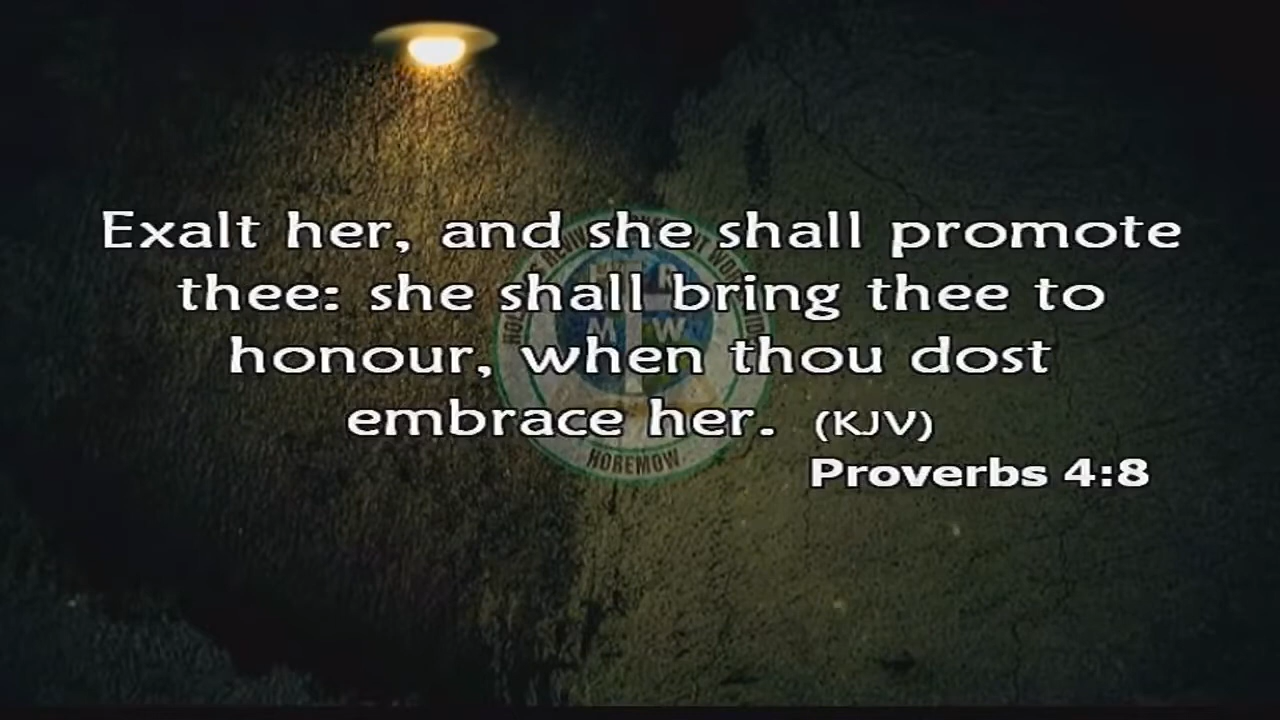 Exalt her, and she shall promote
thee: she shall bring thee to
honour, when thou dost
embrace her. (KJV)
Proverbs 4:8
H R
M W
HOREMOW